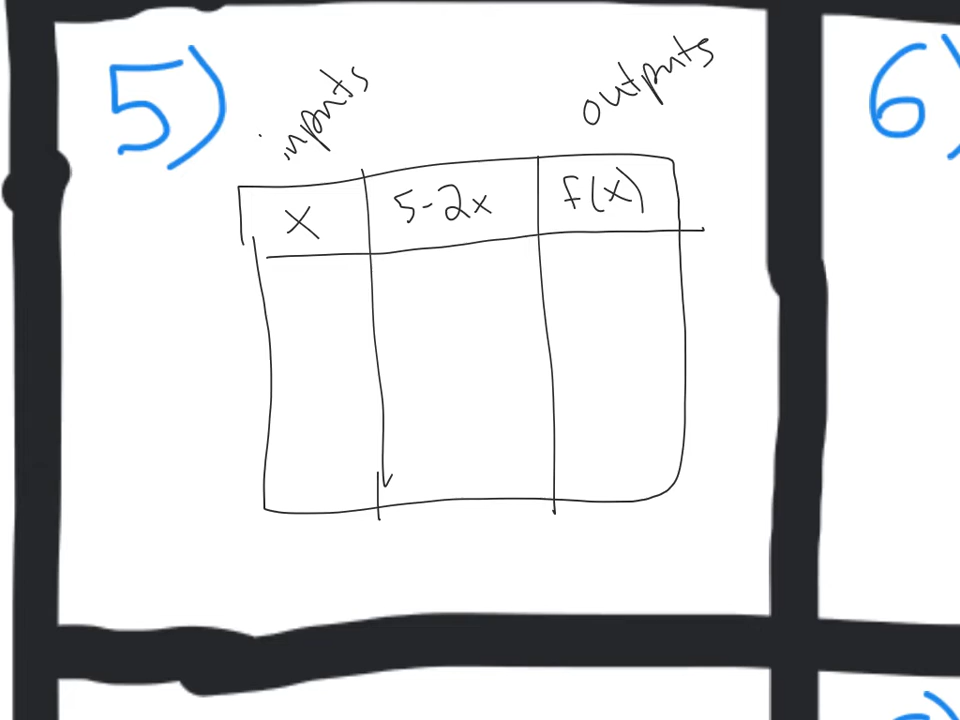 5)
inputs outputs
x 5-2x f(x)
6)